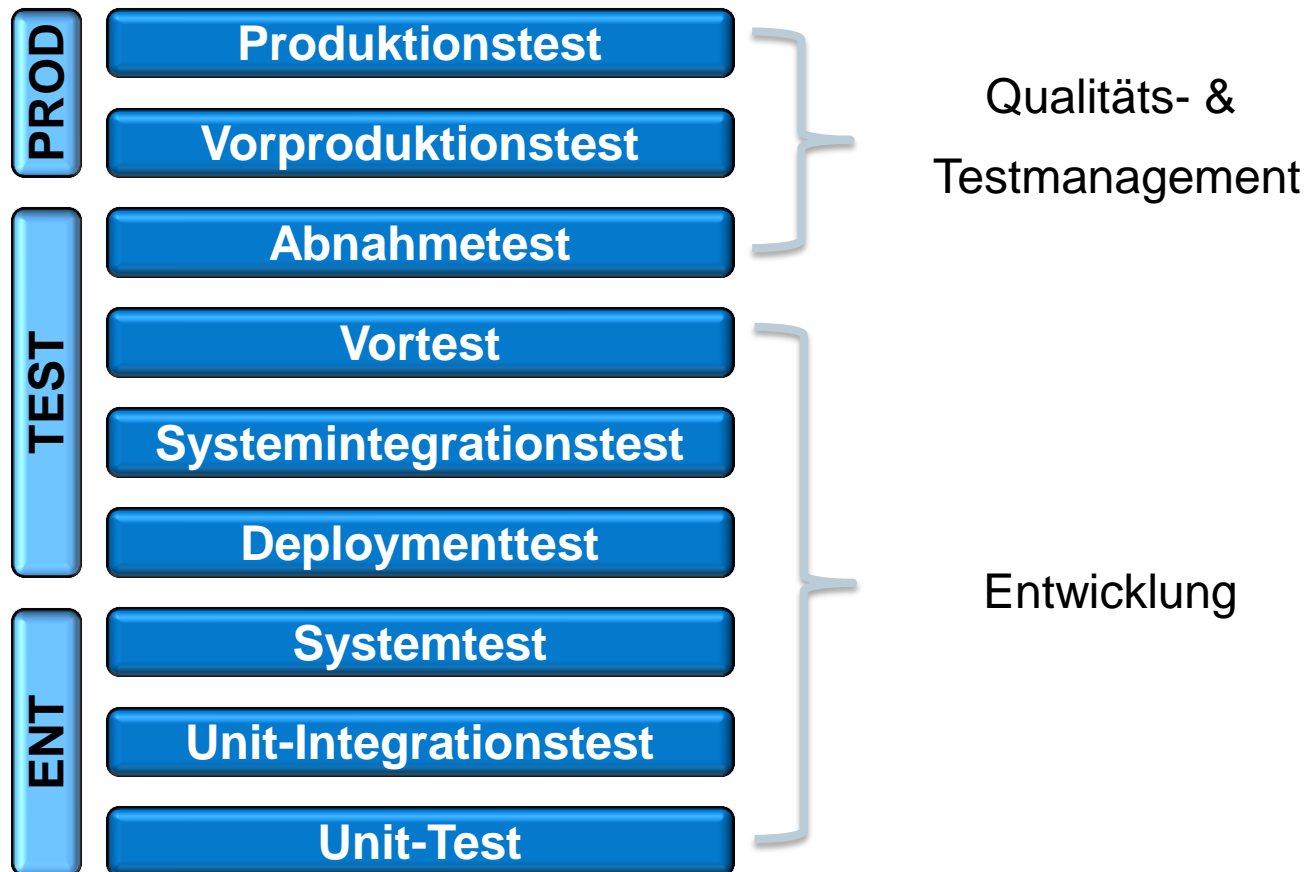 PROD
Produktionstest
Vorproduktionstest
Qualitäts- &
Testmanagement
TEST
Abnahmetest
Vortest
Systemintegrationstest
Deploymenttest
ENT
Systemtest
Unit-Integrationstest
Unit-Test
Entwicklung